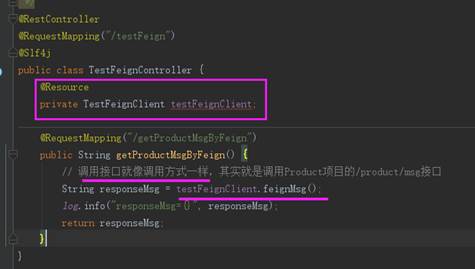 */
@RestController
@RequestMapping("/testFeign")
@Slf4j
public class TestFeignController {
@Resource
private TestFeignClient testFeignClient;
@RequestMapping("/getProductMsgByFeign")
public String getProductMsgByFeign() {
// 调用接口就像调用方式一样，其实就是调用Product项目的/product/msg接口
String responseMsg = testFeignClient.feignMsg();
log.info("responseMsg={}", responseMsg);
return responseMsg;
}
}